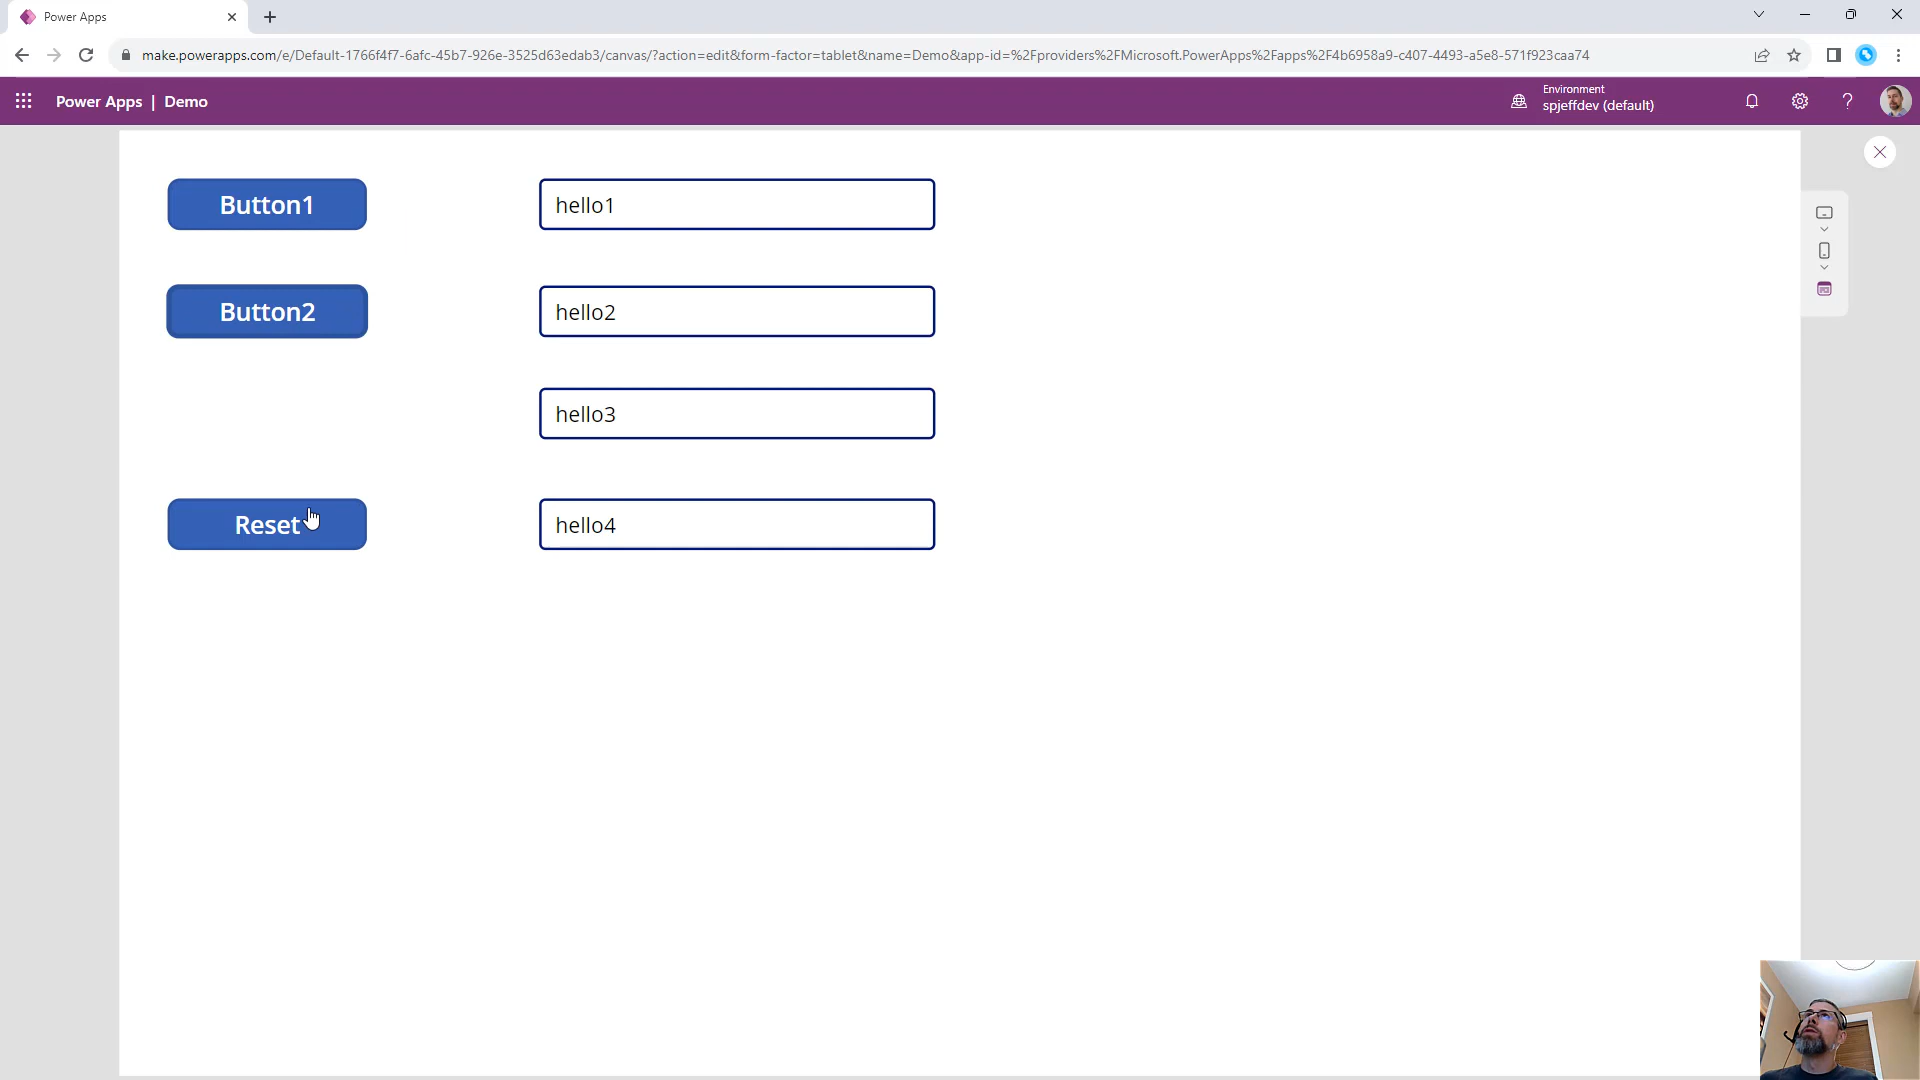 Power Apps
make.powerapps.com/e/Default-1766f4f7-6afc-45b7-926e-3525d63edab3/canvas/?action=edit&form-factor=tablet&name=Demo&app-id=%2Fproviders%2FMicrosoft.PowerApps%2Fapps%2F4b6958a9-c407-4493-a5e8-571f923caa74
Power Apps | Demo
Environment
spjeffdev (default)
Button1
hello1
Button2
hello2
hello3
Reset
hello4